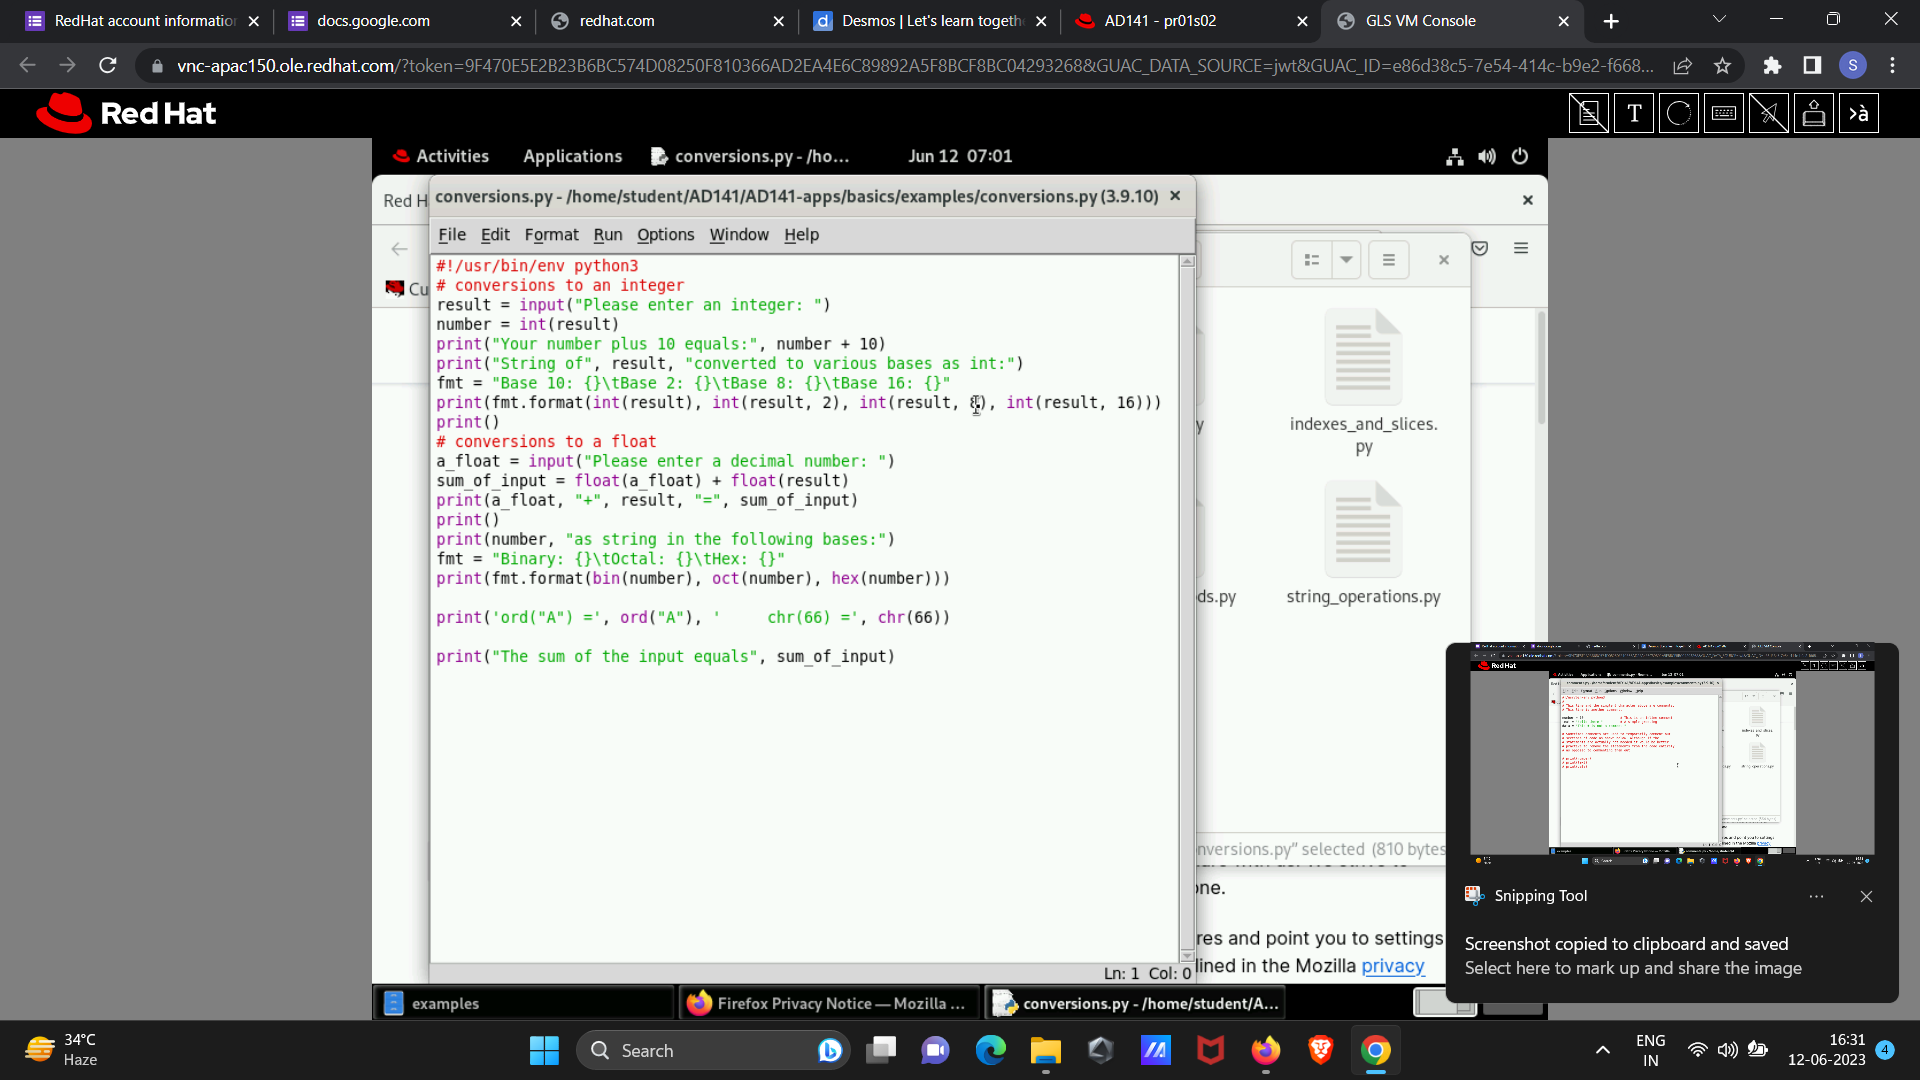 RedHat account information
docs.google.com
redhat.com
Desmos | Let's learn togeth
AD141 - pr01s02
GLS VM Console
vnc-apac150.ole.redhat.com/?token=9F470E5E2B23B6BC574D08250F810366AD2EA4E6C89892A5F8BCF8BC04293268&GUAC_DATA_SOURCE=jwt&GUAC_ID=e86d38c5-7e54-414c-b9e2-f668...
S
Red Hat
T
>à
Activities
Applications
conversions.py - /ho...
Jun 12 07:01
Red H
conversions.py - /home/student/AD141/AD141-apps/basics/examples/conversions.py (3.9.10)
File Edit Format Run Options Window Help
Cu
#!/usr/bin/env python3
# conversions to an integer
result = input("Please enter an integer: ")
number = int(result)
print("Your number plus 10 equals:", number + 10)
print("String of", result, "converted to various bases as int:")
fmt = "Base 10: {}\tBase 2: {}\tBase 8: {}\tBase 16: {}"
print(fmt.format(int(result), int(result, 2), int(result, 8), int(result, 16)))
print()
# conversions to a float
a_float = input("Please enter a decimal number: ")
sum_of_input = float(a_float) + float(result)
print(a_float, "+", result, "=", sum_of_input)
print()
print(number, "as string in the following bases:")
fmt = "Binary: {}\tOctal: {}\tHex: {}"
print(fmt.format(bin(number), oct(number), hex(number)))
print('ord("A") =', ord("A"), '     chr(66) =', chr(66))
print("The sum of the input equals", sum_of_input)
Ln: 1 Col: 0
y
indexes_and_slices.
py
ds.py
string_operations.py
nversions.py" selected (810 bytes
one.
res and point you to settings
lined in the Mozilla privacy
Red Hat
Snipping Tool
Screenshot copied to clipboard and saved
Select here to mark up and share the image
examples
Firefox Privacy Notice — Mozilla ...
conversions.py - /home/student/A...
34°C
Haze
Search
ENG
IN
16:31
12-06-2023
4